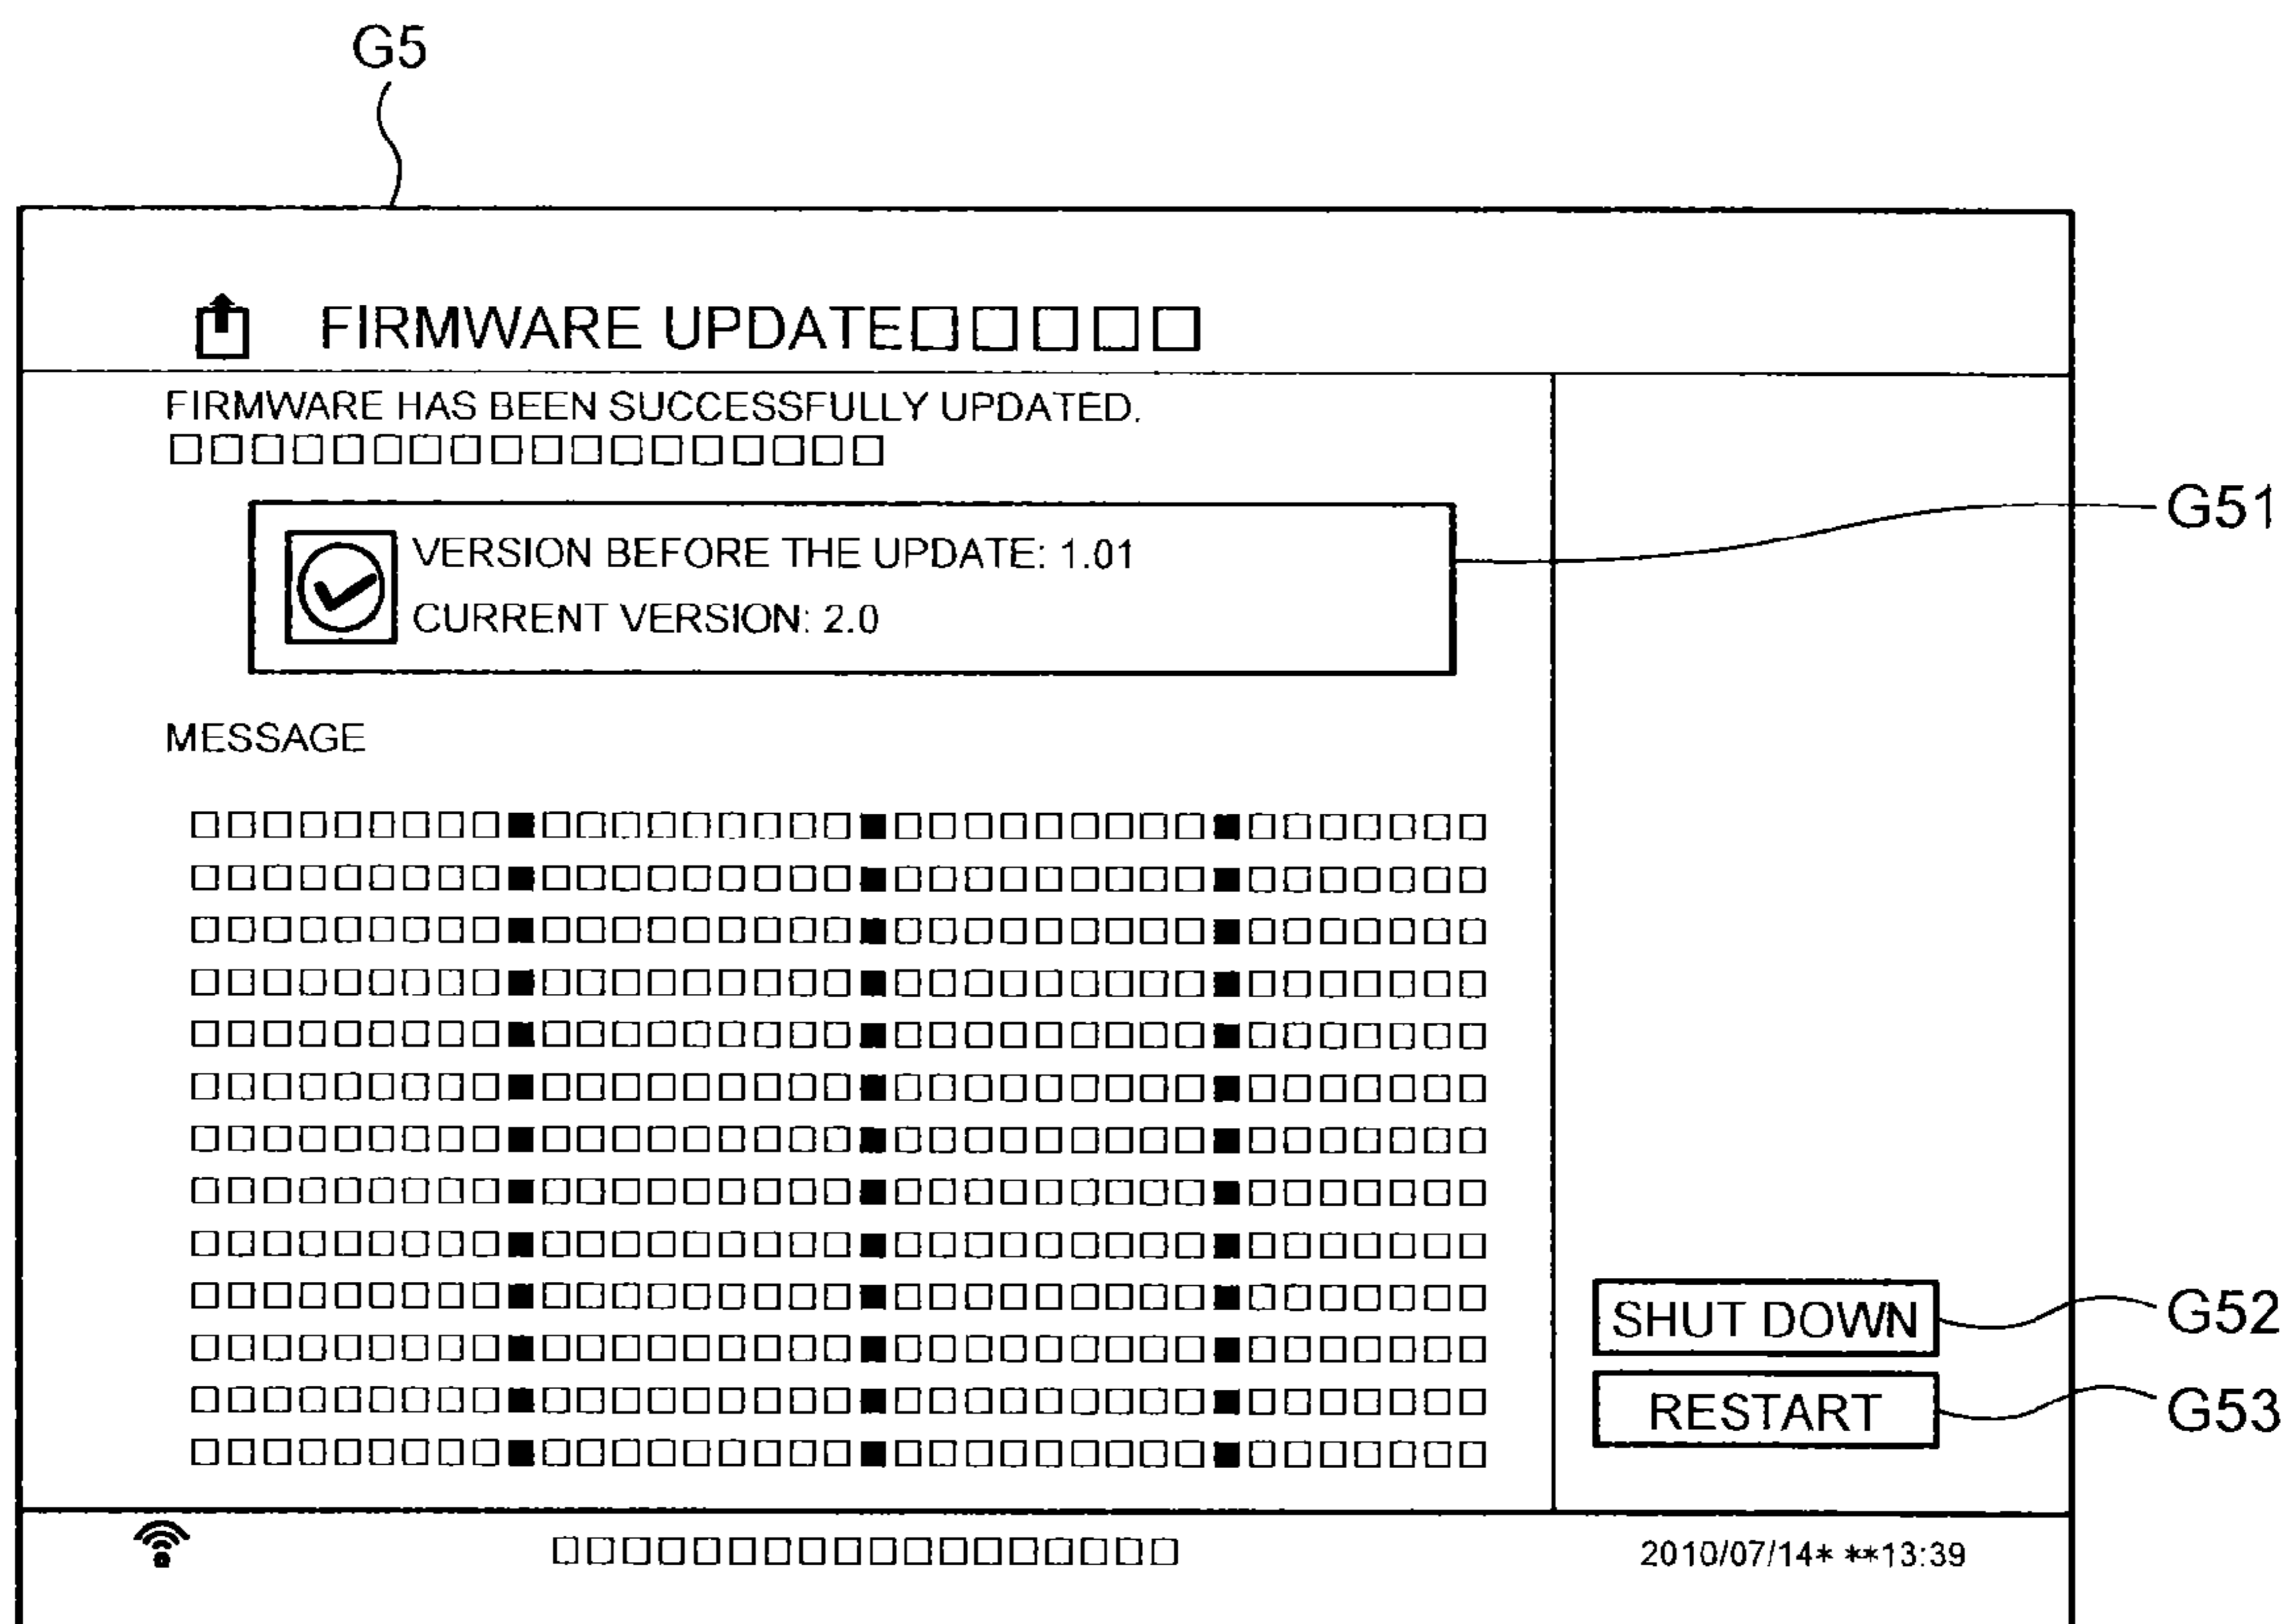 G5
FIRMWARE UPDATE
FIRMWARE HAS BEEN SUCCESSFULLY UPDATED.
G51
VERSION BEFORE THE UPDATE: 1.01
CURRENT VERSION: 2.0
MESSAGE
SHUT DOWN
G52
RESTART
G53
2010/07/14* **13:39